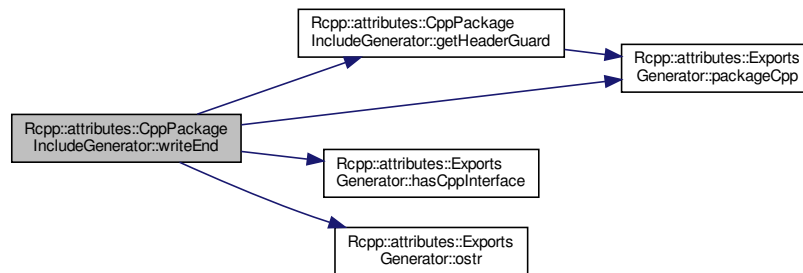 Rcpp::attributes::CppPackage
IncludeGenerator::getHeaderGuard
Rcpp::attributes::Exports
Generator::packageCpp
Rcpp::attributes::CppPackage
IncludeGenerator::writeEnd
Rcpp::attributes::Exports
Generator::hasCppInterface
Rcpp::attributes::Exports
Generator::ostr